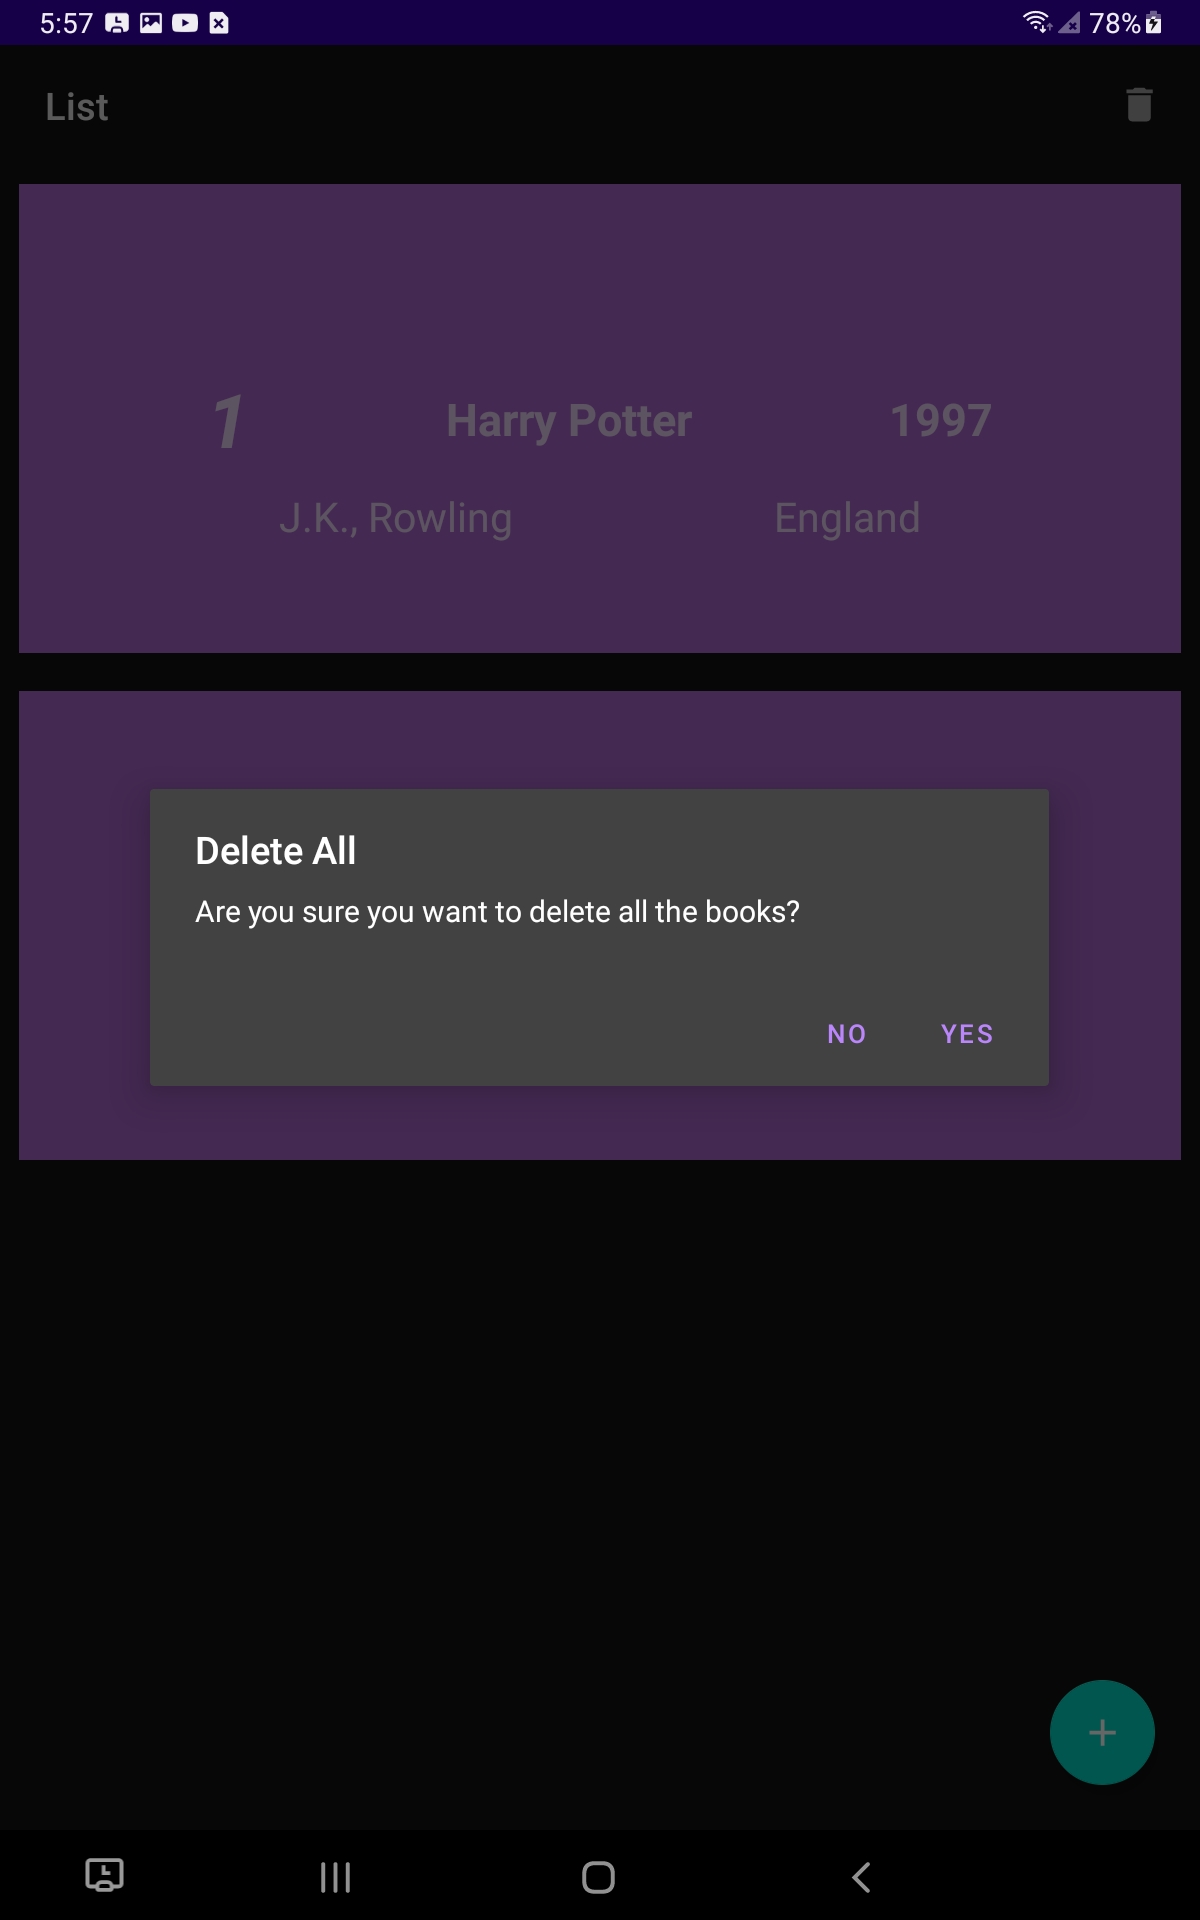 5:57 78%
List
1 Harry Potter 1997
J.K., Rowling England
Delete All
Are you sure you want to delete all the books?
NO YES